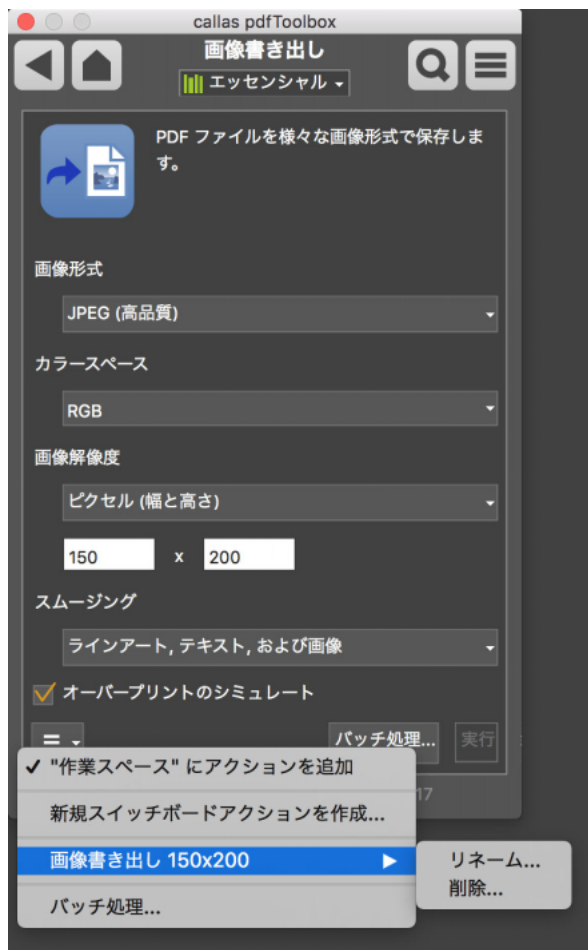 callas pdfToolbox
画像書き出し
エッセンシャル
PDF ファイルを様々な画像形式で保存しま
す。
画像形式
JPEG (高品質)
カラースペース
RGB
画像解像度
ピクセル (幅と高さ)
150 x 200
スムージング
ラインアート, テキスト, および画像
オーバープリントのシミュレート
バッチ処理... 実行
"作業スペース" にアクションを追加
17
新規スイッチボードアクションを作成...
画像書き出し 150x200
リネーム...
削除...
バッチ処理...